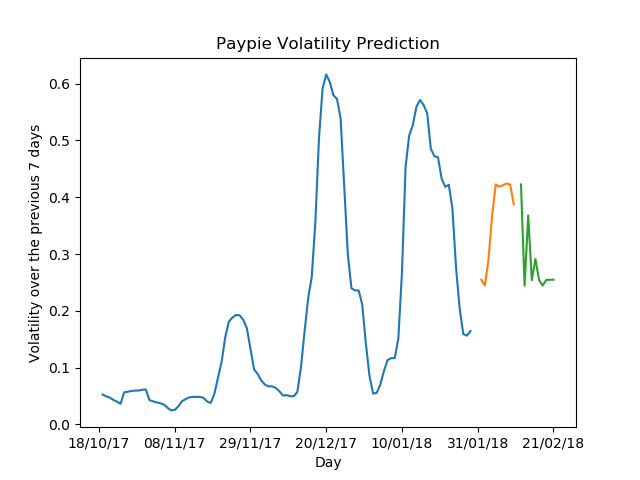 Paypie Volatility Prediction
Volatility over the previous 7 days
0.6
0.5
0.4
0.3
0.2
0.1
0.0
18/10/17 08/11/17 29/11/17 20/12/17 10/01/18 31/01/18 21/02/18
Day